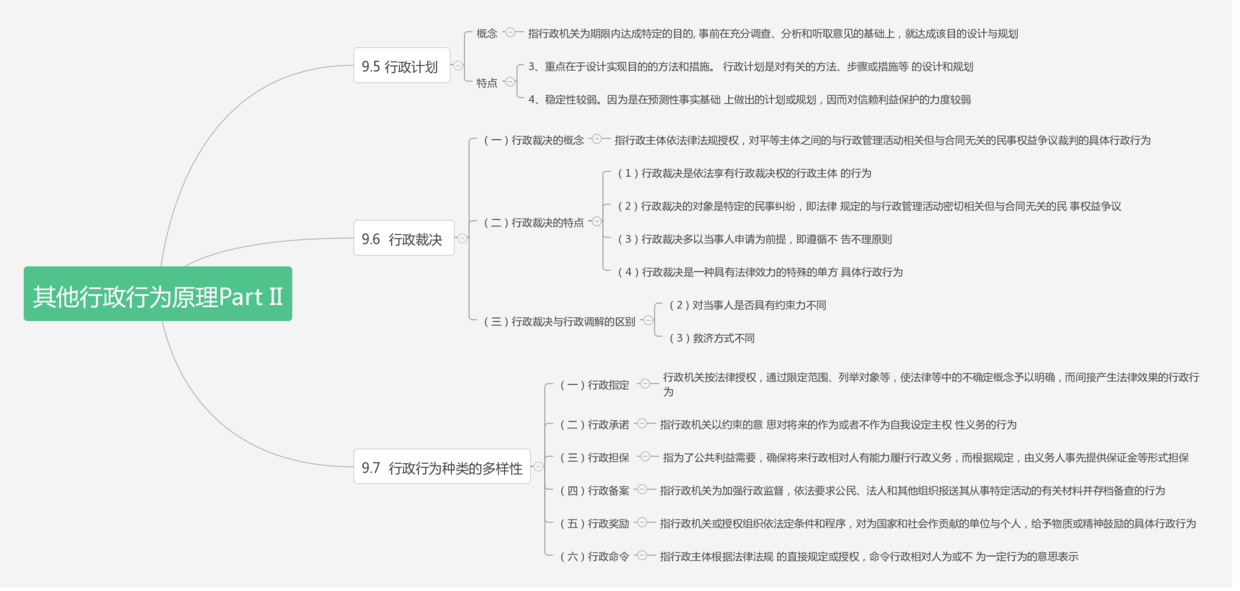 其他行政行为原理Part II
9.5 行政计划
概念
指行政机关为期限内达成特定的目的, 事前在充分调查、分析和听取意见的基础上，就达成该目的设计与规划
特点
3、重点在于设计实现目的的方法和措施。 行政计划是对有关的方法、步骤或措施等 的设计和规划
4、稳定性较弱。因为是在预测性事实基础 上做出的计划或规划，因而对信赖利益保护的力度较弱
9.6 行政裁决
（一）行政裁决的概念
指行政主体依法律法规授权，对平等主体之间的与行政管理活动相关但与合同无关的民事权益争议裁判的具体行政行为
（二）行政裁决的特点
（1）行政裁决是依法享有行政裁决权的行政主体 的行为
（2）行政裁决的对象是特定的民事纠纷，即法律 规定的与行政管理活动密切相关但与合同无关的民 事权益争议
（3）行政裁决多以当事人申请为前提，即遵循不 告不理原则
（4）行政裁决是一种具有法律效力的特殊的单方 具体行政行为
（三）行政裁决与行政调解的区别
（2）对当事人是否具有约束力不同
（3）救济方式不同
9.7 行政行为种类的多样性
（一）行政指定
行政机关按法律授权，通过限定范围、列举对象等，使法律等中的不确定概念予以明确，而间接产生法律效果的行政行
为
（二）行政承诺
指行政机关以约束的意 思对将来的作为或者不作为自我设定主权 性义务的行为
（三）行政担保
指为了公共利益需要，确保将来行政相对人有能力履行行政义务，而根据规定，由义务人事先提供保证金等形式担保
（四）行政备案
指行政机关为加强行政监督，依法要求公民、法人和其他组织报送其从事特定活动的有关材料并存档备查的行为
（五）行政奖励
指行政机关或授权组织依法定条件和程序，对为国家和社会作贡献的单位与个人，给予物质或精神鼓励的具体行政行为
（六）行政命令
指行政主体根据法律法规 的直接规定或授权，命令行政相对人为或不 为一定行为的意思表示